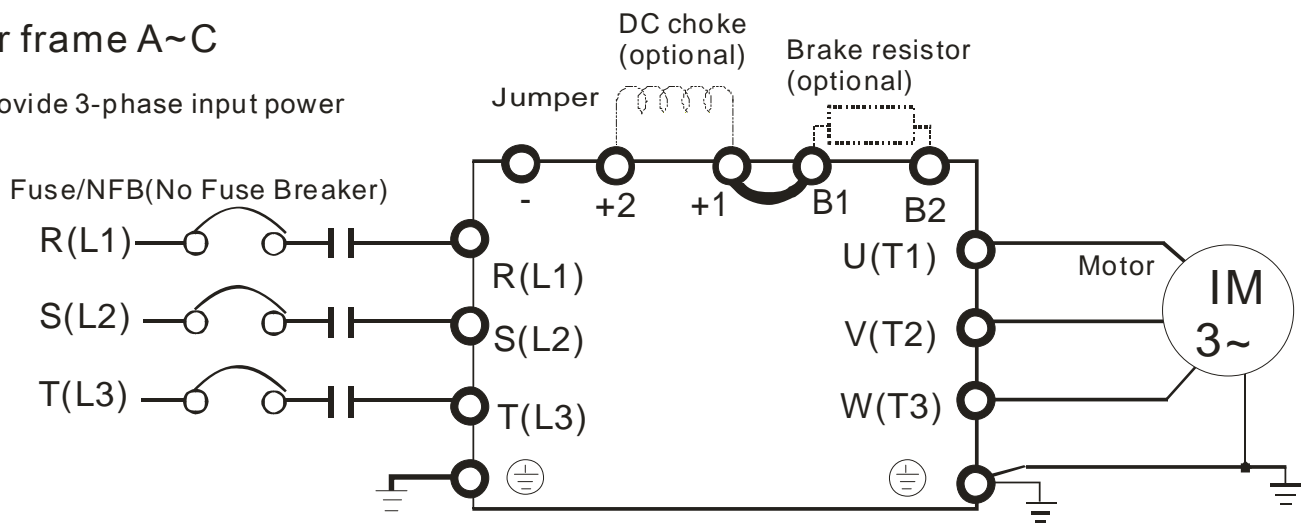 r frame A~C
ovide 3-phase input power
DC choke
(optional)
Brake resistor
(optional)
Jumper
Fuse/NFB(No Fuse Breaker)
- +2 +1 B1 B2
R(L1)
R(L1)
U(T1)
Motor
IM
3~
S(L2)
S(L2)
V(T2)
T(L3)
T(L3)
W(T3)